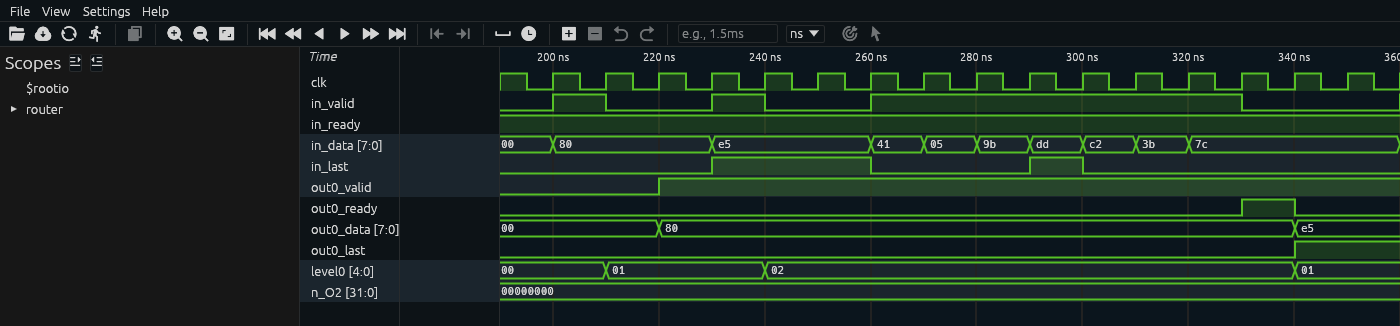 File View Settings Help
e.g., 1.5ms ns
Scopes
$rootio
router
Time 200 ns 220 ns 240 ns 260 ns 280 ns 300 ns 320 ns 340 ns 360
clk
in_valid
in_ready
in_data [7:0] 00 80 e5 41 05 9b dd c2 3b 7c
in_last
out0_valid
out0_ready
out0_data [7:0] 00 80 e5
out0_last
level0 [4:0] 00 01 02 01
n_O2 [31:0] 00000000